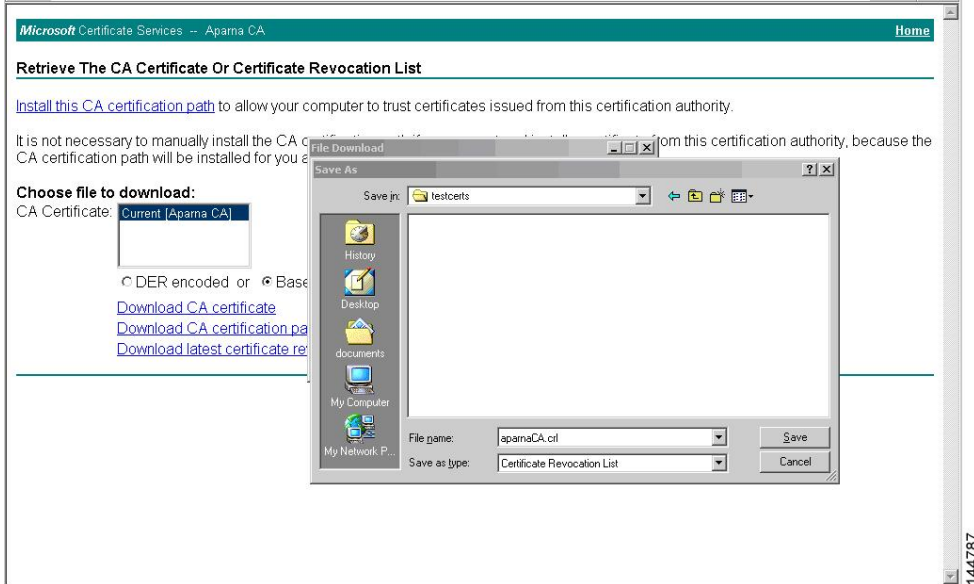 Microsoft Certificate Services -- Aparna CA Home
Retrieve The CA Certificate Or Certificate Revocation List
Install this CA certification path to allow your computer to trust certificates issued from this certification authority.
It is not necessary to manually install the CA from this certification authority, because the
CA certification path will be installed for you
File Download
Save As
Choose file to download:
CA Certificate: Current [Aparna CA]
DER encoded or Base
Download CA certificate
Download CA certification pa
Download latest certificate re
Save in: testcerts
History
Desktop
documents
My Computer
My Network P...
File name: aparnaCA.crl Save
Save as type: Certificate Revocation List Cancel
144787